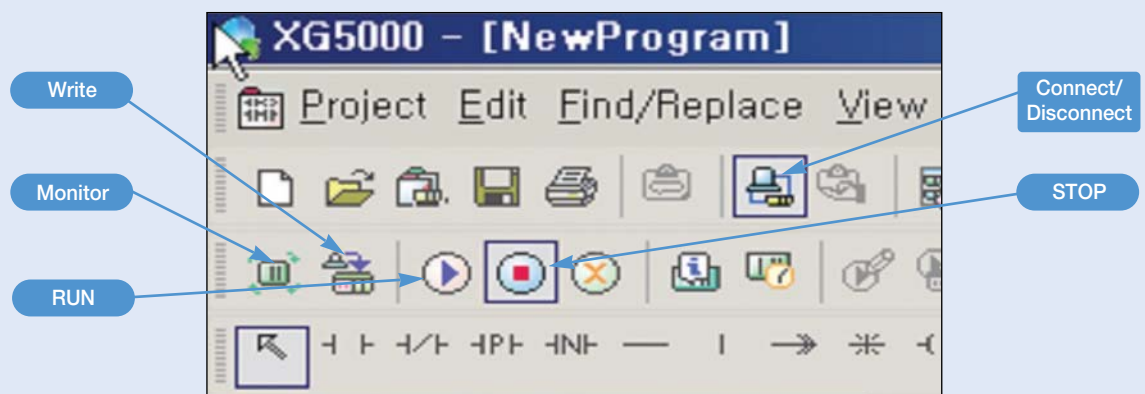 XG5000 - [NewProgram]
Write
Connect/
Disconnect
Project Edit Find/Replace View
Monitor
STOP
RUN
P N